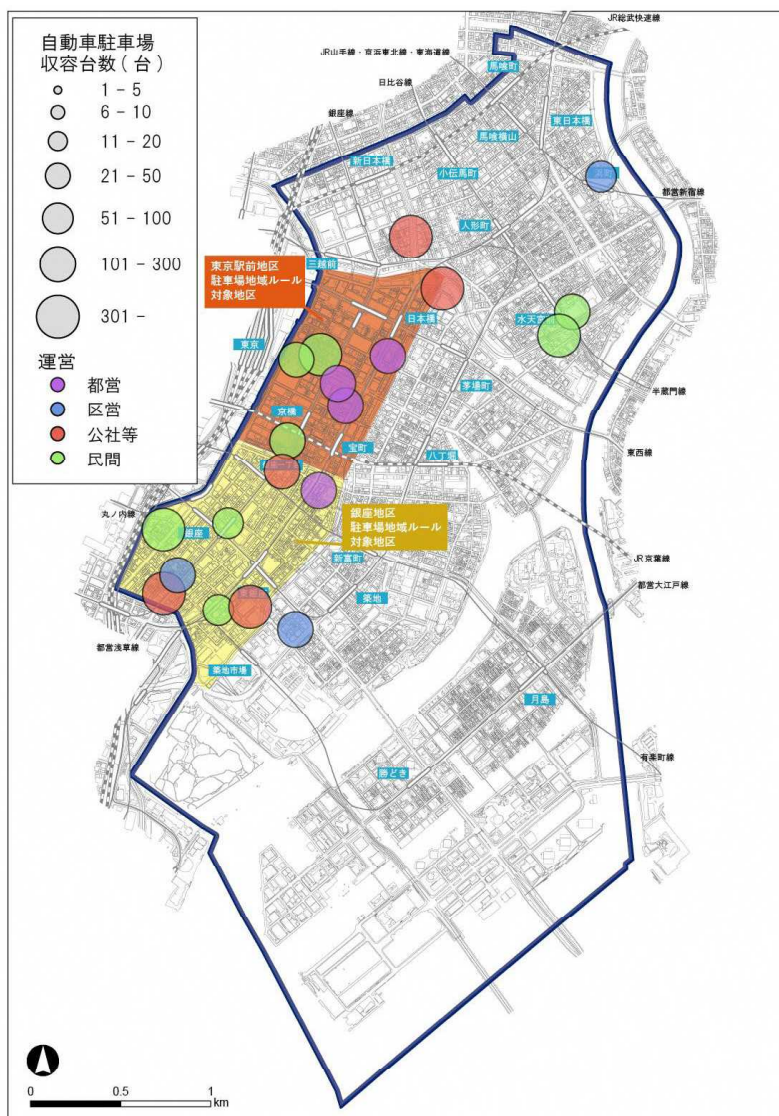 自動車駐車場
収容台数(台)
1 - 5
6 - 10
11 - 20
21 - 50
51 - 100
101 - 300
301 -
運営
都営
区営
公社等
民間
JR総武快速線
JR山手線・京浜東北線・東海道線
馬喰町
日比谷線
銀座線
東日本橋
馬喰横山
新日本橋
小伝馬町
都営新宿線
人形町
三越前
東京駅前地区
駐車場地域ルール
対象地区
日本橋
水天宮前
東京
茅場町
半蔵門線
京橋
宝町
八丁堀
東西線
丸ノ内線
銀座
銀座地区
駐車場地域ルール
対象地区
新富町
JR京葉線
都営大江戸線
築地
都営浅草線
築地市場
月島
有楽町線
勝どき
0
0.5
1
km